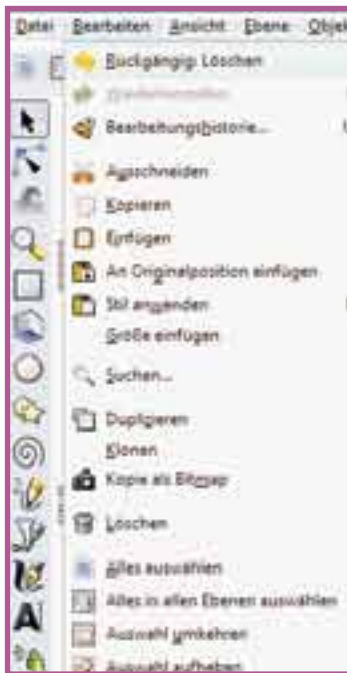 Datei Bearbeiten Ansicht Ebene Objek
Rückgängig: Löschen
Bearbeitungshistorie...
Ausschneiden
Kopieren
Einfügen
An Originalposition einfügen
Stil anwenden
Größe einfügen
Suchen...
Duplizieren
Klonen
Kopie als Bitmap
Löschen
Alles auswählen
Alles in allen Ebenen auswählen
Auswahl umkehren
Auswahl aufheben